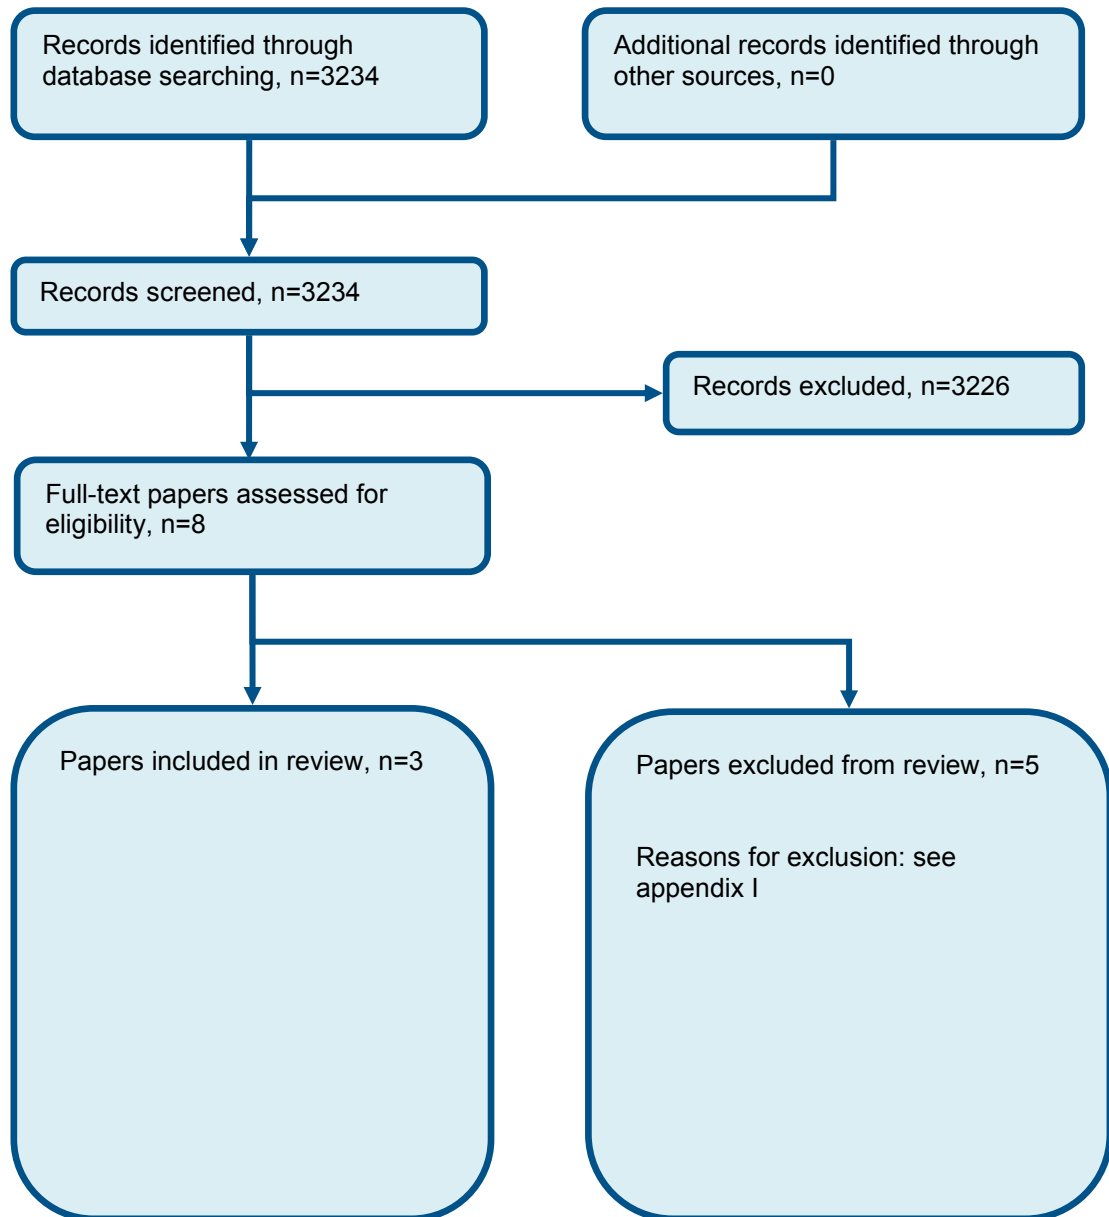 Records identified through
database searching, n=3234
Additional records identified through
other sources, n=0
Records screened, n=3234
Records excluded, n=3226
Full-text papers assessed for
eligibility, n=8
Papers included in review, n=3
Papers excluded from review, n=5
Reasons for exclusion: see
appendix I